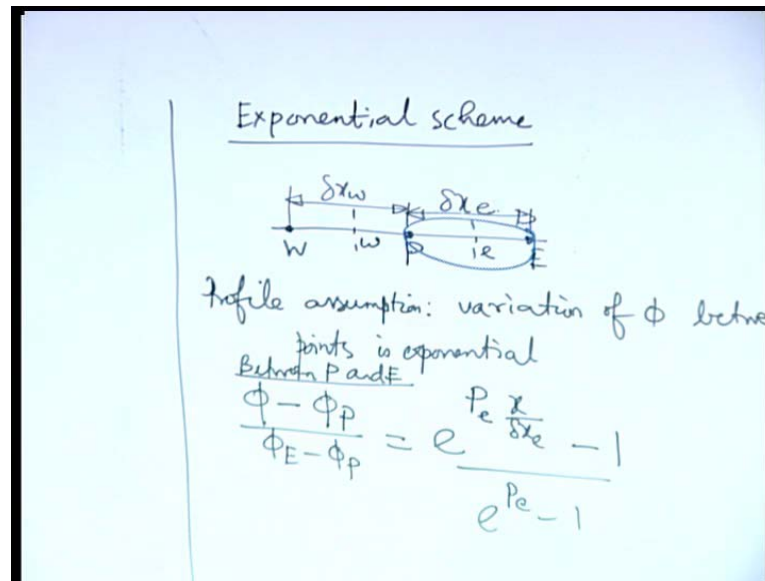 Exponential scheme
δxw δxe
W w P e E
Profile assumption: variation of ϕ betwe
points is exponential
Between P and E
ϕ - ϕP / ϕE - ϕP = e^(Pe x/δxe) - 1 / e^Pe - 1